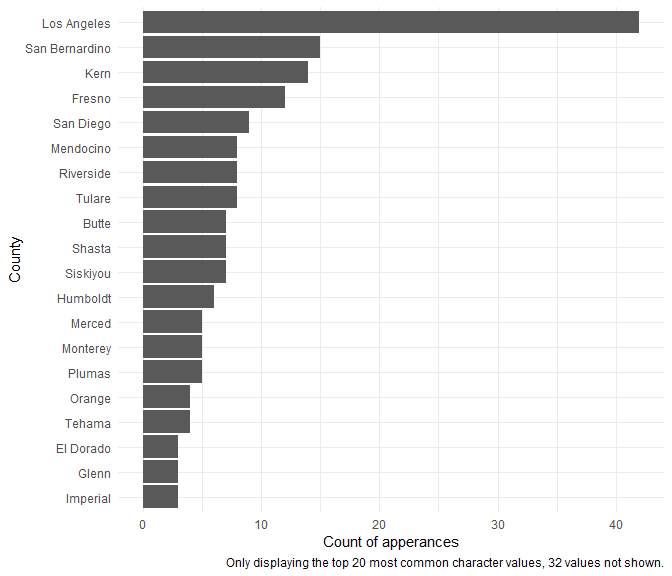 Los Angeles
San Bernardino
Kern
Fresno
San Diego
Mendocino
Riverside
Tulare
Butte
Shasta
Siskiyou
Humboldt
Merced
Monterey
Plumas
Orange
Tehama
El Dorado
Glenn
Imperial
County
0 10 20 30 40
Count of apperances
Only displaying the top 20 most common character values, 32 values not shown.